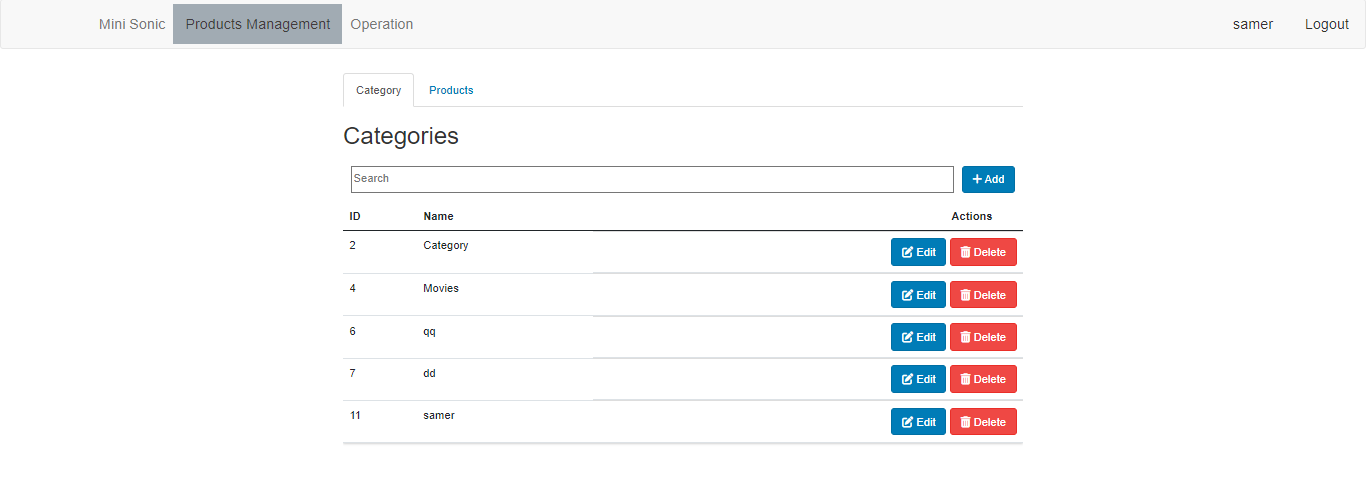 Mini Sonic Products Management Operation samer Logout
Category Products
Categories
Search Add
ID Name Actions
2 Category Edit Delete
4 Movies Edit Delete
6 qq Edit Delete
7 dd Edit Delete
11 samer Edit Delete